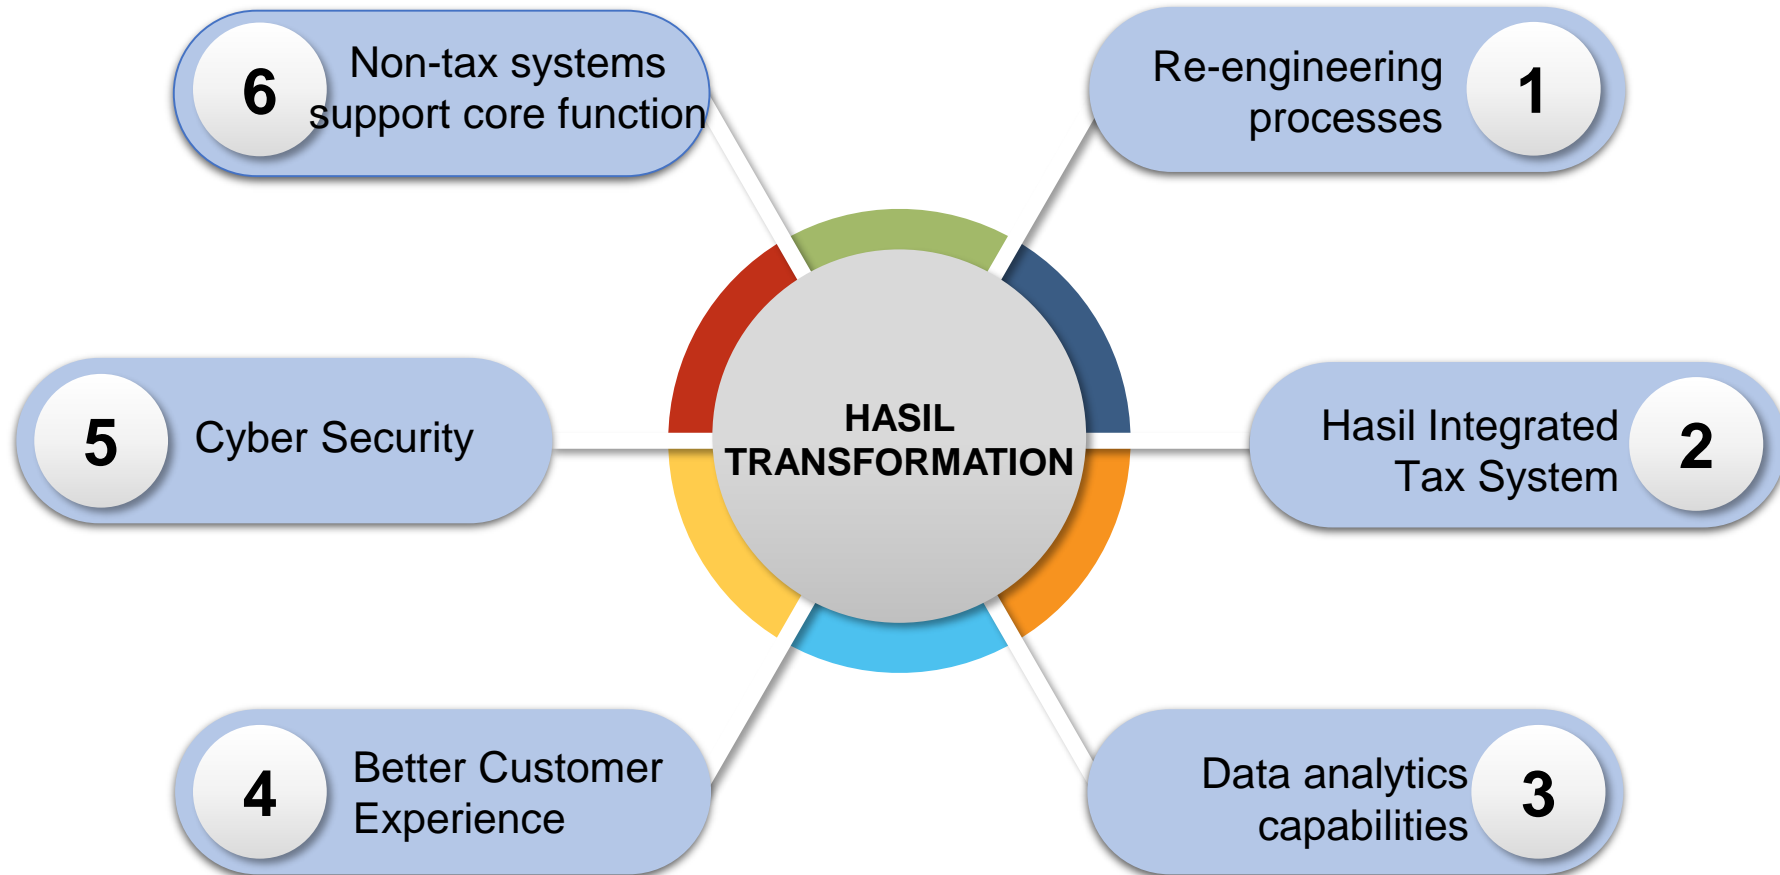 HASIL
TRANSFORMATION
1
Re-engineering
processes
2
Hasil Integrated
Tax System
3
Data analytics
capabilities
4
Better Customer
Experience
5
Cyber Security
6
Non-tax systems
support core function